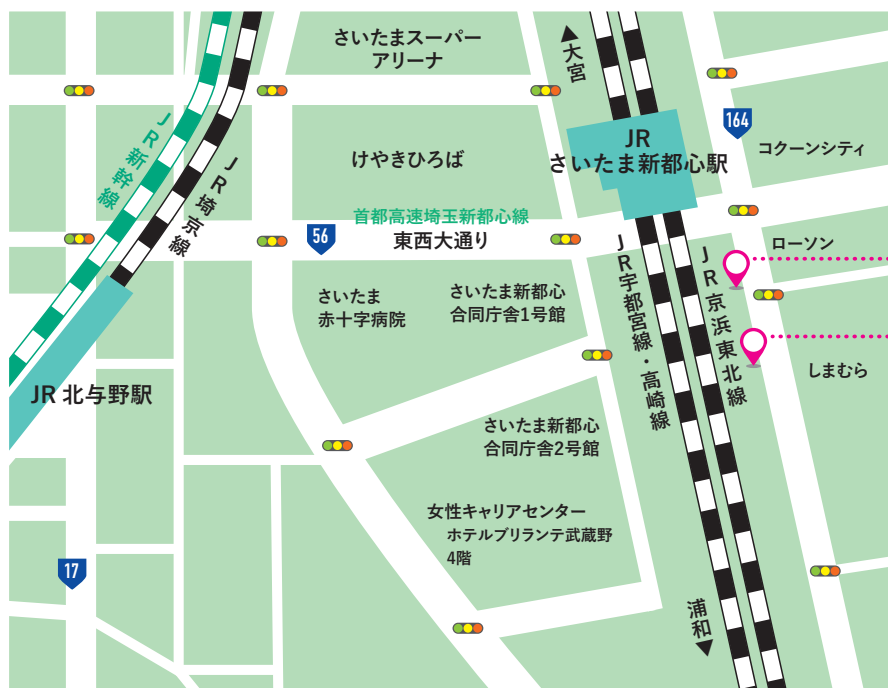 さいたまスーパー
アリーナ
▲大宮
JR新幹線
JR埼京線
けやきひろば
JR
さいたま新都心駅
164
コクーンシティ
首都高速埼玉新都心線
56
東西大通り
ローソン
さいたま
赤十字病院
さいたま新都心
合同庁舎1号館
JR宇都宮線・高崎線
JR京浜東北線
JR 北与野駅
しまむら
さいたま新都心
合同庁舎2号館
女性キャリアセンター
ホテルブリランテ武蔵野
4階
17
浦和▼